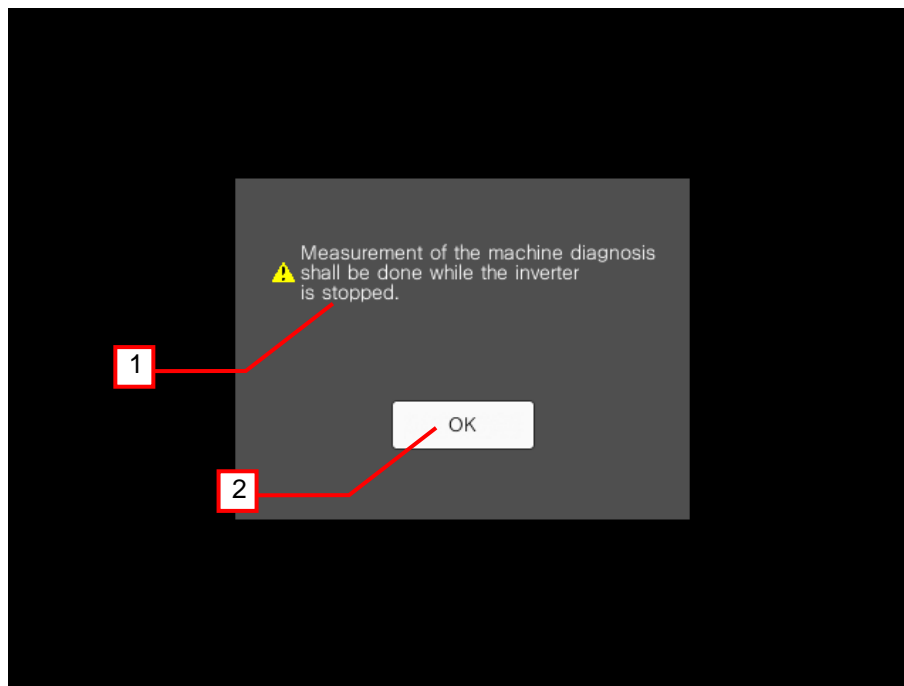 Measurement of the machine diagnosis
shall be done while the inverter
is stopped.
1
OK
2